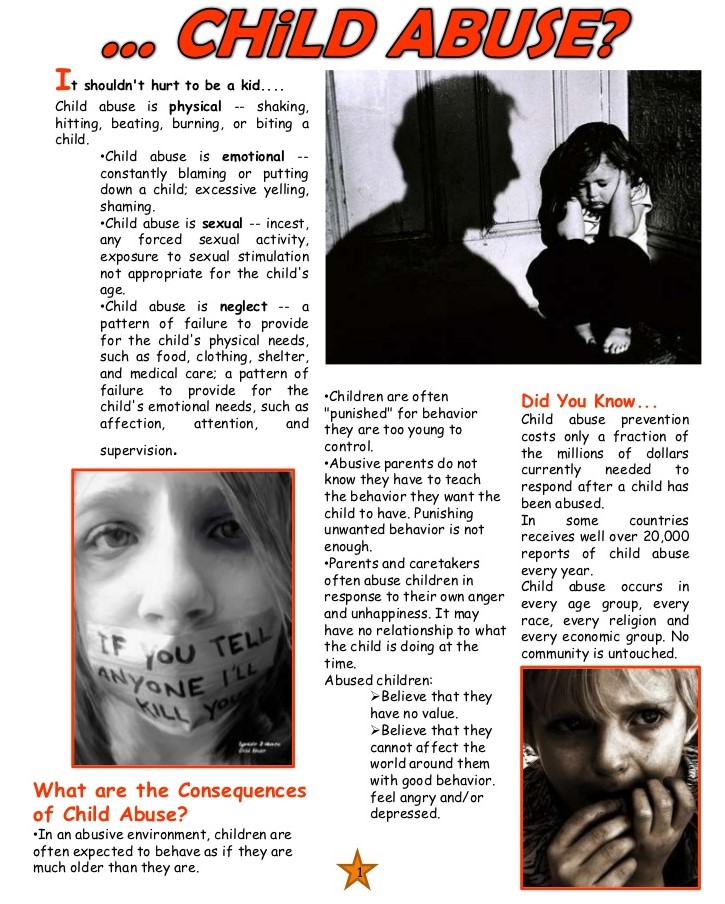 ... CHiLD ABUSE?
It shouldn't hurt to be a kid....
Child abuse is physical -- shaking,
hitting, beating, burning, or biting a
child.
•Child abuse is emotional --
constantly blaming or putting
down a child; excessive yelling,
shaming.
•Child abuse is sexual -- incest,
any forced sexual activity,
exposure to sexual stimulation
not appropriate for the child's
age.
•Child abuse is neglect -- a
pattern of failure to provide
for the child's physical needs,
such as food, clothing, shelter,
and medical care; a pattern of
failure to provide for the
child's emotional needs, such as
affection, attention, and
supervision.
IF YOU TELL
ANYONE I'LL
KILL YOU
What are the Consequences
of Child Abuse?
•In an abusive environment, children are
often expected to behave as if they are
much older than they are.
•Children are often
"punished" for behavior
they are too young to
control.
•Abusive parents do not
know they have to teach
the behavior they want the
child to have. Punishing
unwanted behavior is not
enough.
•Parents and caretakers
often abuse children in
response to their own anger
and unhappiness. It may
have no relationship to what
the child is doing at the
time.
Abused children:
➢Believe that they
have no value.
➢Believe that they
cannot affect the
world around them
with good behavior.
feel angry and/or
depressed.
Did You Know...
Child abuse prevention
costs only a fraction of
the millions of dollars
currently needed to
respond after a child has
been abused.
In some countries
receives well over 20,000
reports of child abuse
every year.
Child abuse occurs in
every age group, every
race, every religion and
every economic group. No
community is untouched.
1